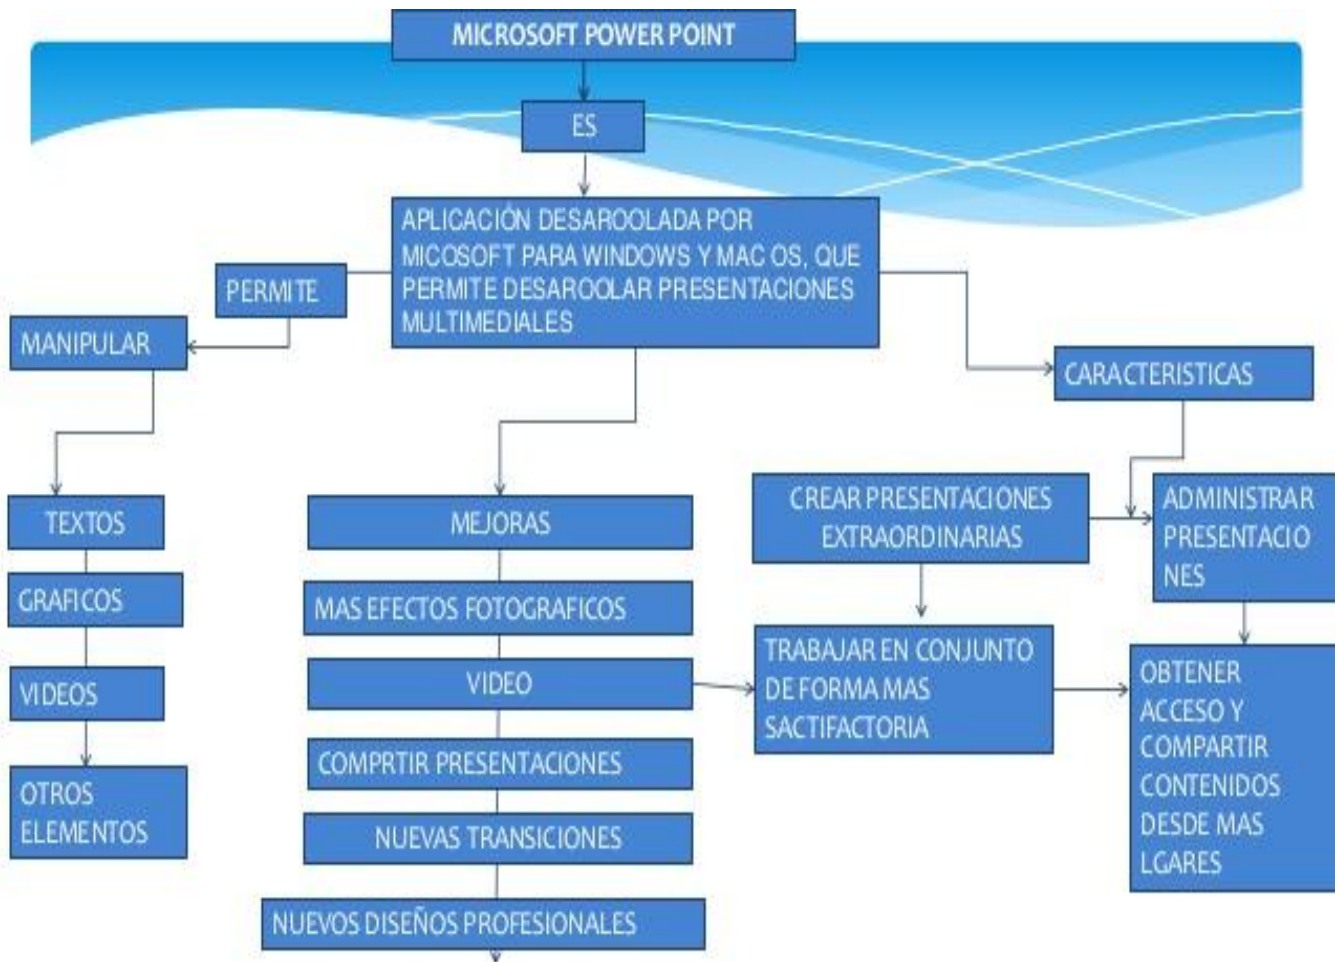 MICROSOFT POWER POINT
ES
APLICACIÓN DESAROOLADA POR
MICOSOFT PARA WINDOWS Y MAC OS, QUE
PERMITE DESAROOLAR PRESENTACIONES
MULTIMEDIALES
PERMITE
MANIPULAR
TEXTOS
GRAFICOS
VIDEOS
OTROS
ELEMENTOS
MEJORAS
MAS EFECTOS FOTOGRAFICOS
VIDEO
COMPRTIR PRESENTACIONES
NUEVAS TRANSICIONES
NUEVOS DISEÑOS PROFESIONALES
CARACTERISTICAS
CREAR PRESENTACIONES
EXTRAORDINARIAS
ADMINISTRAR
PRESENTACIO
NES
TRABAJAR EN CONJUNTO
DE FORMA MAS
SACTIFACTORIA
OBTENER
ACCESO Y
COMPARTIR
CONTENIDOS
DESDE MAS
LGARES